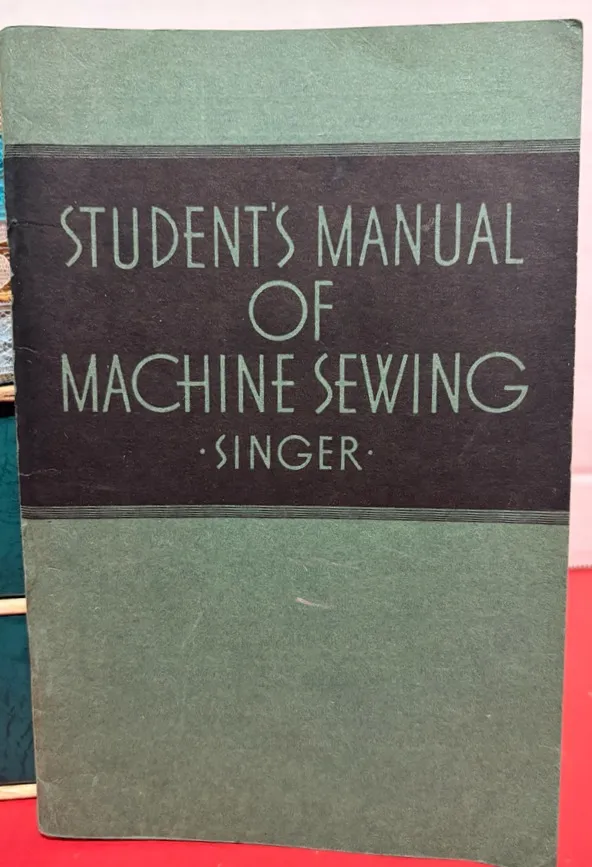 STUDENT'S MANUAL
OF
MACHINE SEWING
·SINGER·